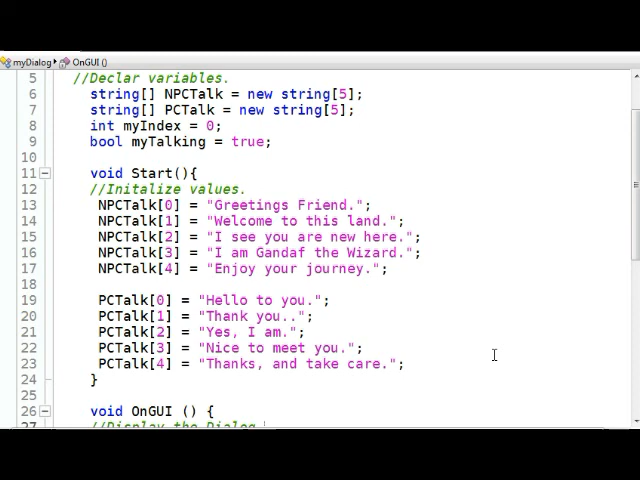 myDialog ▸ OnGUI ()
5 //Declar variables.
6 string[] NPCTalk = new string[5];
7 string[] PCTalk = new string[5];
8 int myIndex = 0;
9 bool myTalking = true;
10
11 void Start(){
12 //Initalize values.
13 NPCTalk[0] = "Greetings Friend.";
14 NPCTalk[1] = "Welcome to this land.";
15 NPCTalk[2] = "I see you are new here.";
16 NPCTalk[3] = "I am Gandaf the Wizard.";
17 NPCTalk[4] = "Enjoy your journey.";
18
19 PCTalk[0] = "Hello to you.";
20 PCTalk[1] = "Thank you..";
21 PCTalk[2] = "Yes, I am.";
22 PCTalk[3] = "Nice to meet you.";
23 PCTalk[4] = "Thanks, and take care.";
24 }
25
26 void OnGUI () {
27 //Display the Dialog